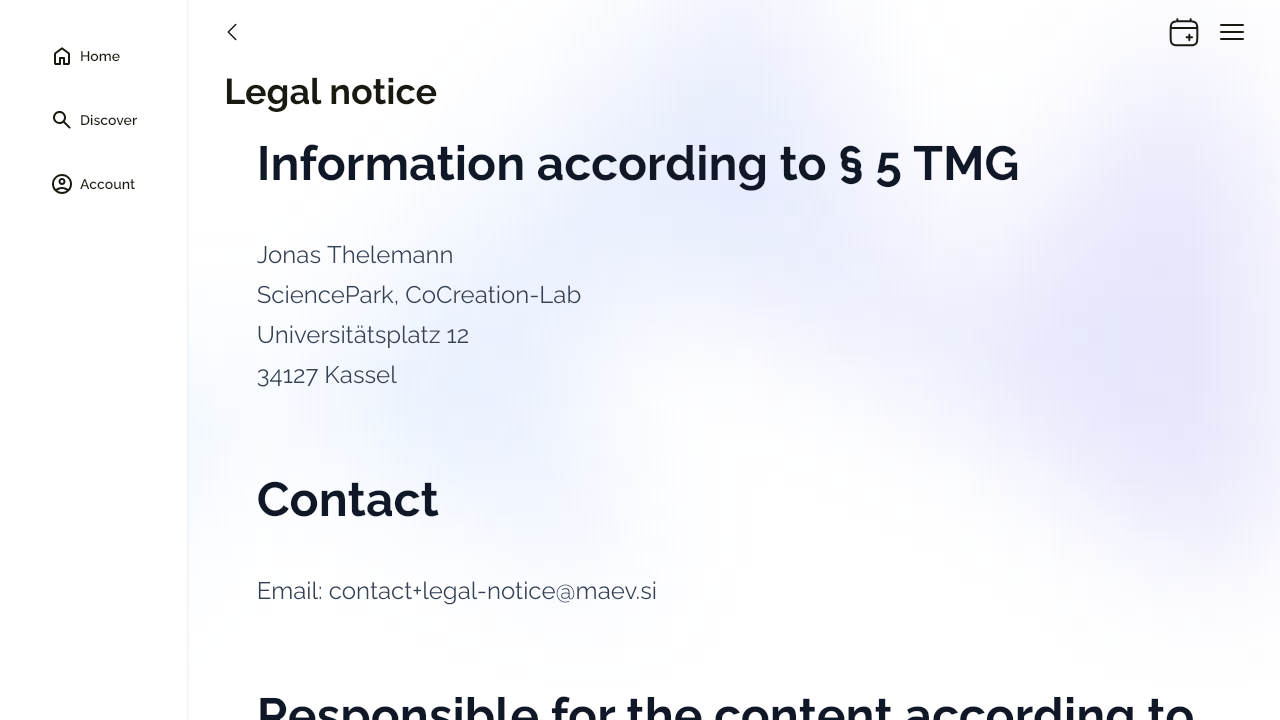 Home
Discover
Account
Legal notice
Information according to § 5 TMG
Jonas Thelemann
SciencePark, CoCreation-Lab
Universitätsplatz 12
34127 Kassel
Contact
Email: contact+legal-notice@maev.si
Responsible for the content according to